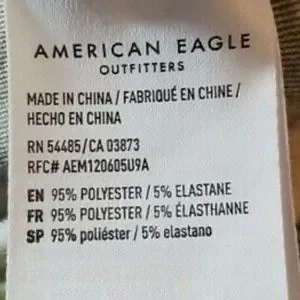 AMERICAN EAGLE
OUTFITTERS
MADE IN CHINA / FABRIQUÉ EN CHINE /
HECHO EN CHINA
RN 54485/CA 03873
RFC# AEM120605U9A
EN 95% POLYESTER / 5% ELASTANE
FR 95% POLYESTER / 5% ÉLASTHANNE
SP 95% poliéster / 5% elastano